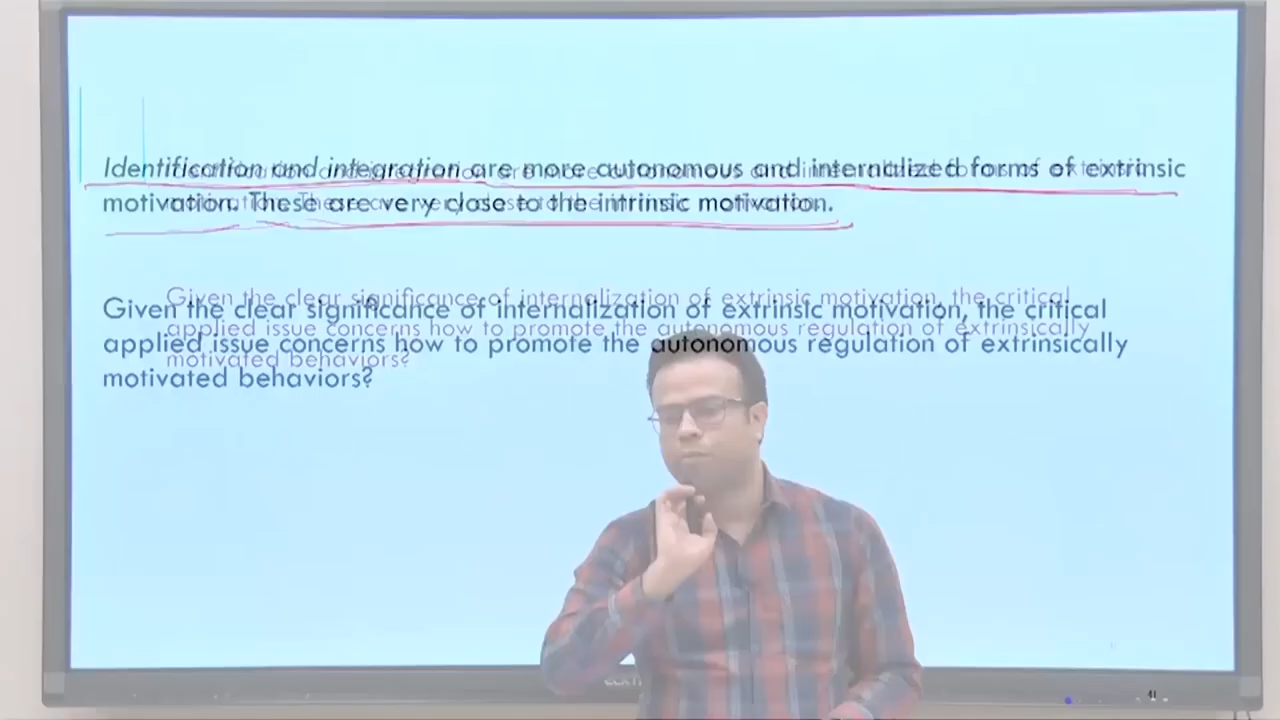 Identification and integration are more autonomous and internalized forms of extrinsic
motivation. These are very close to the intrinsic motivation.
Given the clear significance of internalization of extrinsic motivation, the critical
applied issue concerns how to promote the autonomous regulation of extrinsically
motivated behaviors?
41